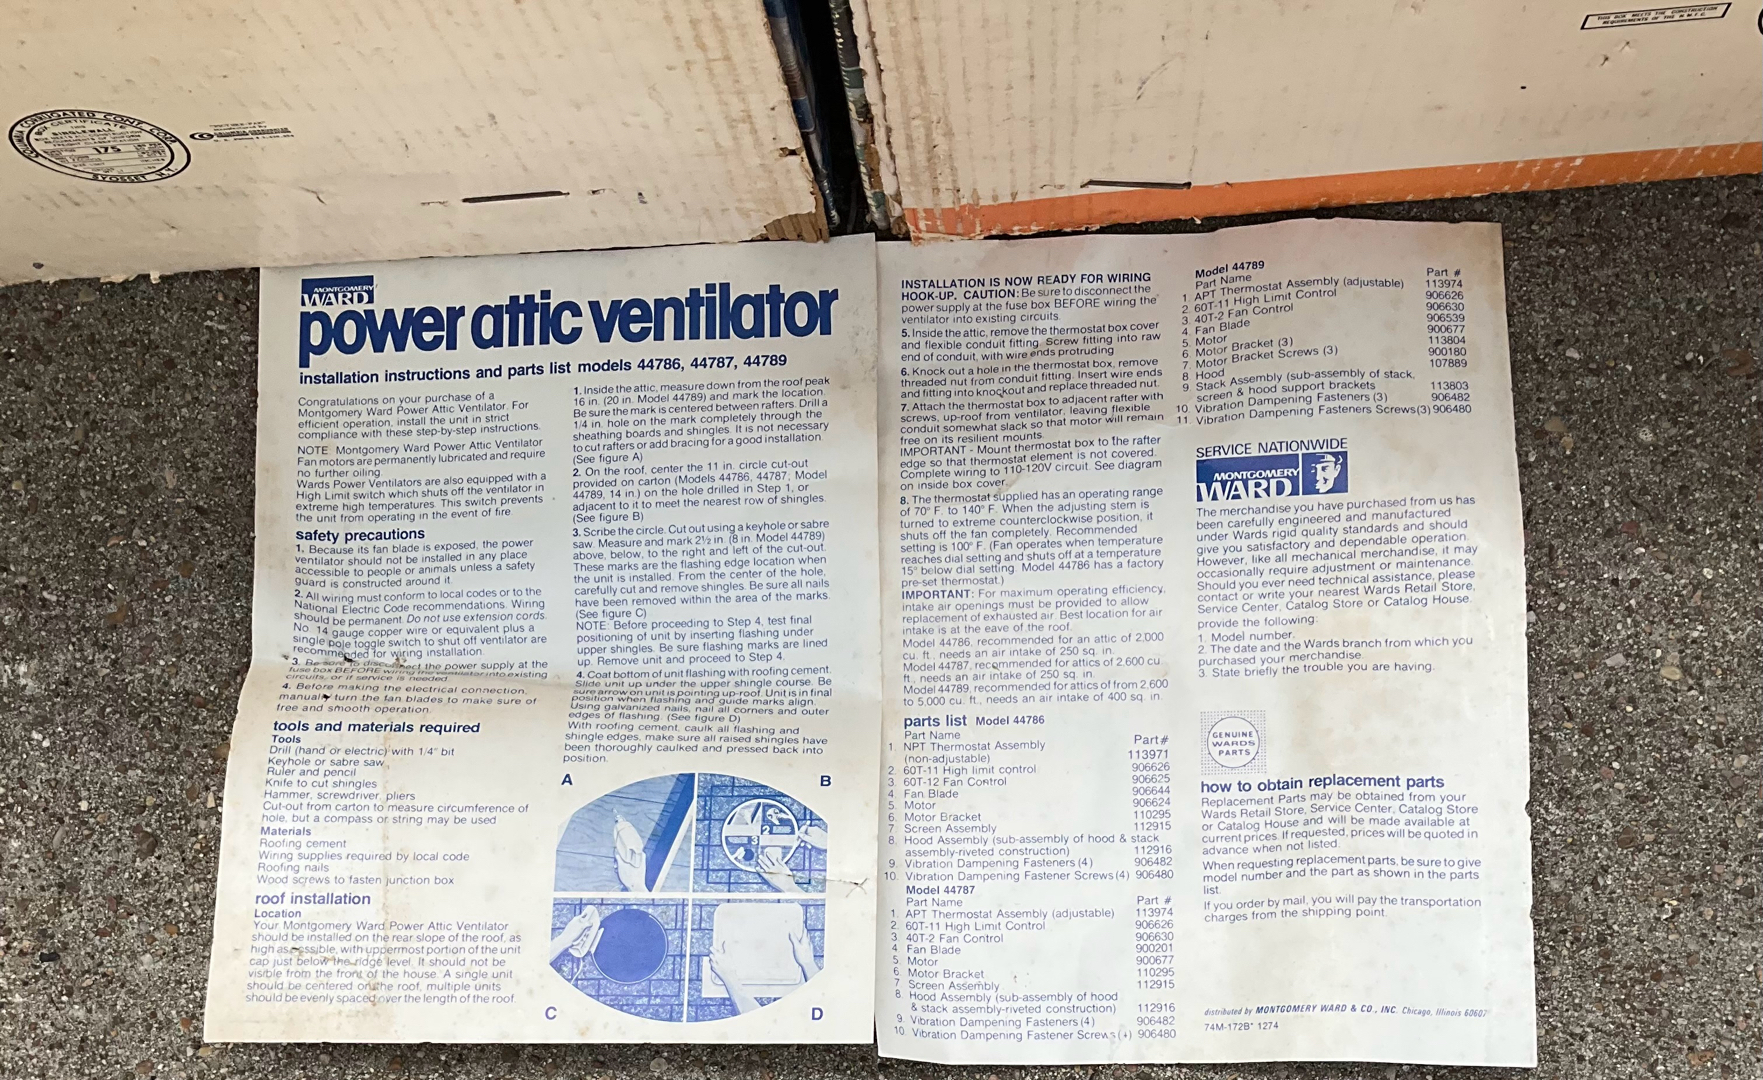 COLUMBIA CORRUGATED CONT. CORP.
BOX CERTIFICATE
SINGLEWALL
175
THIS BOX MEETS THE CONSTRUCTION
REQUIREMENTS OF THE N.M.F.C.
MONTGOMERY
WARD
power attic ventilator
installation instructions and parts list models 44786, 44787, 44789
Congratulations on your purchase of a
Montgomery Ward Power Attic Ventilator. For
efficient operation, install the unit in strict
compliance with these step-by-step instructions.
NOTE Montgomery Ward Power Attic Ventilator
Fan motors are permanently lubricated and require
no further oiling.
Wards Power Ventilators are also equipped with a
High Limit switch which shuts off the ventilator in
extreme high temperatures. This switch prevents
the unit from operating in the event of fire.
safety precautions
1. Because its fan blade is exposed, the power
ventilator should not be installed in any place
accessible to people or animals unless a safety
guard is constructed around it.
2. All wiring must conform to local codes or to the
National Electric Code recommendations. Wiring
should be permanent. Do not use extension cords.
No. 14 gauge copper wire or equivalent plus a
single pole toggle switch to shut off ventilator are
recommended for wiring installation.
3. Be sure to disconnect the power supply at the
fuse box BEFORE wiring the ventilator into existing
circuits, or if service is needed.
4. Before making the electrical connection,
manually turn the fan blades to make sure of
free and smooth operation.
tools and materials required
Tools
Drill (hand or electric) with 1/4" bit
Keyhole or sabre saw
Ruler and pencil
Knife to cut shingles
Hammer, screwdriver, pliers
Cut-out from carton to measure circumference of
hole, but a compass or string may be used
Materials
Roofing cement
Wiring supplies required by local code
Roofing nails
Wood screws to fasten junction box
roof installation
Location
Your Montgomery Ward Power Attic Ventilator
should be installed on the rear slope of the roof, as
high as possible, with uppermost portion of the unit
cap just below the ridge level. It should not be
visible from the front of the house. A single unit
should be centered on the roof, multiple units
should be evenly spaced over the length of the roof.
1. Inside the attic, measure down from the roof peak
16 in. (20 in. Model 44789) and mark the location.
Be sure the mark is centered between rafters. Drill a
1/4 in. hole on the mark completely through the
sheathing boards and shingles. It is not necessary
to cut rafters or add bracing for a good installation.
(See figure A)
2. On the roof, center the 11 in. circle cut-out
provided on carton (Models 44786, 44787; Model
44789, 14 in.) on the hole drilled in Step 1, or
adjacent to it to meet the nearest row of shingles.
(See figure B)
3. Scribe the circle. Cut out using a keyhole or sabre
saw. Measure and mark 2½ in. (8 in. Model 44789)
above, below, to the right and left of the cut-out.
These marks are the flashing edge location when
the unit is installed. From the center of the hole,
carefully cut and remove shingles. Be sure all nails
have been removed within the area of the marks.
(See figure C)
NOTE: Before proceeding to Step 4, test final
positioning of unit by inserting flashing under
upper shingles. Be sure flashing marks are lined
up. Remove unit and proceed to Step 4.
4. Coat bottom of unit flashing with roofing cement.
Slide unit up under the upper shingle course. Be
sure arrow on unit is pointing up-roof. Unit is in final
position when flashing and guide marks align.
Using galvanized nails, nail all corners and outer
edges of flashing. (See figure D)
With roofing cement, caulk all flashing and
shingle edges, make sure all raised shingles have
been thoroughly caulked and pressed back into
position.
A
B
2
3
C
D
INSTALLATION IS NOW READY FOR WIRING
HOOK-UP. CAUTION: Be sure to disconnect the
power supply at the fuse box BEFORE wiring the
ventilator into existing circuits.
5. Inside the attic, remove the thermostat box cover
and flexible conduit fitting. Screw fitting into raw
end of conduit, with wire ends protruding
6. Knock out a hole in the thermostat box, remove
threaded nut from conduit fitting. Insert wire ends
and fitting into knockout and replace threaded nut.
7. Attach the thermostat box to adjacent rafter with
screws, up-roof from ventilator, leaving flexible
conduit somewhat slack so that motor will remain
free on its resilient mounts.
IMPORTANT - Mount thermostat box to the rafter
edge so that thermostat element is not covered.
Complete wiring to 110-120V circuit. See diagram
on inside box cover.
8. The thermostat supplied has an operating range
of 70° F. to 140° F. When the adjusting stem is
turned to extreme counterclockwise position, it
shuts off the fan completely. Recommended
setting is 100° F. (Fan operates when temperature
reaches dial setting and shuts off at a temperature
15° below dial setting. Model 44786 has a factory
pre-set thermostat.)
IMPORTANT: For maximum operating efficiency,
intake air openings must be provided to allow
replacement of exhausted air. Best location for air
intake is at the eave of the roof.
Model 44786, recommended for an attic of 2,000
cu. ft., needs an air intake of 250 sq. in.
Model 44787, recommended for attics of 2,600 cu.
ft., needs an air intake of 250 sq. in.
Model 44789, recommended for attics of from 2,600
to 5,000 cu. ft., needs an air intake of 400 sq. in.
parts list Model 44786
Part Name Part#
1. NPT Thermostat Assembly
(non-adjustable) 113971
2. 60T-11 High limit control 906626
3. 60T-12 Fan Control 906625
4. Fan Blade 906644
5. Motor 906624
6. Motor Bracket 110295
7. Screen Assembly 112915
8. Hood Assembly (sub-assembly of hood & stack
assembly-riveted construction) 112916
9. Vibration Dampening Fasteners (4) 906482
10. Vibration Dampening Fastener Screws (4) 906480
Model 44787
Part Name Part #
1. APT Thermostat Assembly (adjustable) 113974
2. 60T-11 High Limit Control 906626
3. 40T-2 Fan Control 906630
4. Fan Blade 900201
5. Motor 900677
6. Motor Bracket 110295
7. Screen Assembly 112915
8. Hood Assembly (sub-assembly of hood
& stack assembly-riveted construction) 112916
9. Vibration Dampening Fasteners (4) 906482
10. Vibration Dampening Fastener Screws (4) 906480
Model 44789
Part Name Part #
1. APT Thermostat Assembly (adjustable) 113974
2. 60T-11 High Limit Control 906626
3. 40T-2 Fan Control 906630
4. Fan Blade 906539
5. Motor 900677
6. Motor Bracket (3) 113804
7. Motor Bracket Screws (3) 900180
8 Hood 107889
9. Stack Assembly (sub-assembly of stack,
screen & hood support brackets 113803
10. Vibration Dampening Fasteners (3) 906482
11. Vibration Dampening Fasteners Screws (3) 906480
SERVICE NATIONWIDE
MONTGOMERY
WARD
The merchandise you have purchased from us has
been carefully engineered and manufactured
under Wards rigid quality standards and should
give you satisfactory and dependable operation.
However, like all mechanical merchandise, it may
occasionally require adjustment or maintenance.
Should you ever need technical assistance, please
contact or write your nearest Wards Retail Store,
Service Center, Catalog Store or Catalog House.
provide the following:
1. Model number.
2. The date and the Wards branch from which you
purchased your merchandise.
3. State briefly the trouble you are having.
GENUINE
WARDS
PARTS
how to obtain replacement parts
Replacement Parts may be obtained from your
Wards Retail Store, Service Center, Catalog Store
or Catalog House and will be made available at
current prices. If requested, prices will be quoted in
advance when not listed.
When requesting replacement parts, be sure to give
model number and the part as shown in the parts
list.
If you order by mail, you will pay the transportation
charges from the shipping point.
distributed by MONTGOMERY WARD & CO., INC. Chicago, Illinois 60607
74M-172B* 1274